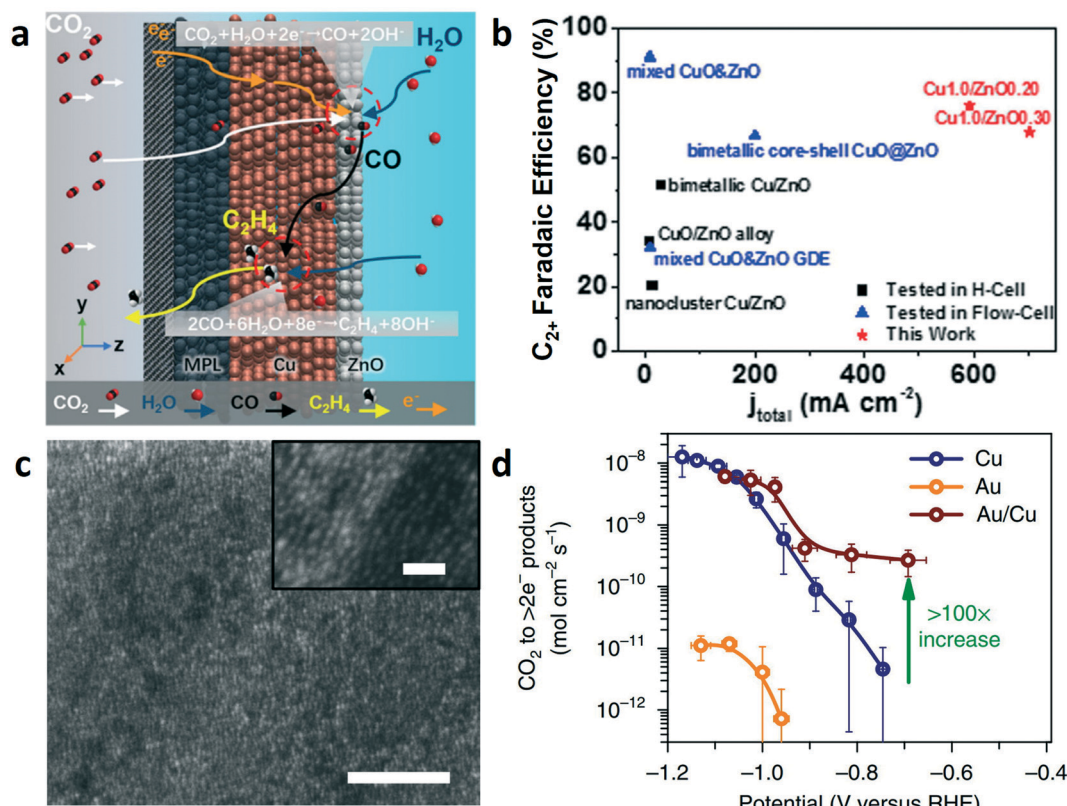 a
CO2
e e
e
CO2+H2O+2e-→CO+2OH-
H2O
CO
C2H4
2CO+6H2O+8e-→C2H4+8OH-
y
z
x
MPL
Cu
ZnO
CO2
H2O
CO
C2H4
e-
b
C2+ Faradaic Efficiency (%)
100
80
60
40
20
0
mixed CuO&ZnO
Cu1.0/ZnO0.20
Cu1.0/ZnO0.30
bimetallic core-shell CuO@ZnO
bimetallic Cu/ZnO
CuO/ZnO alloy
mixed CuO&ZnO GDE
nanocluster Cu/ZnO
Tested in H-Cell
Tested in Flow-Cell
This Work
0 200 400 600
jtotal (mA cm-2)
c
d
CO2 to >2e− products
(mol cm−2 s−1)
10−8
10−9
10−10
10−11
10−12
Cu
Au
Au/Cu
>100×
increase
−1.2 −1.0 −0.8 −0.6 −0.4
Potential (V versus RHE)